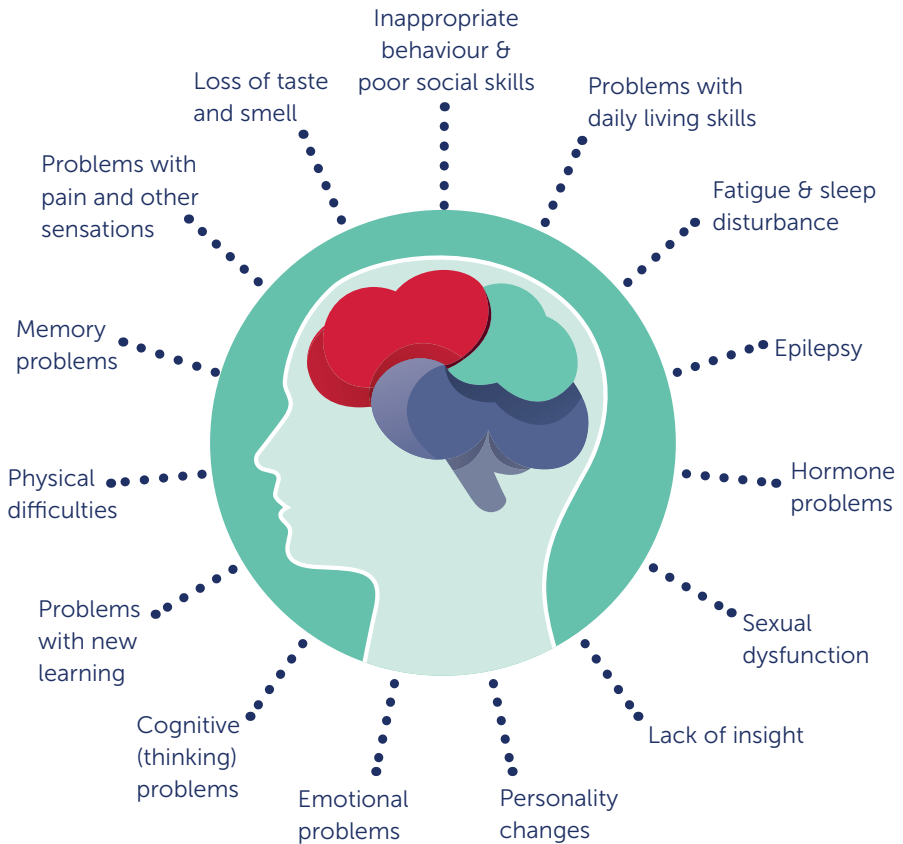 Inappropriate
behaviour &
poor social skills
Problems with
daily living skills
Fatigue & sleep
disturbance
Epilepsy
Hormone
problems
Sexual
dysfunction
Lack of insight
Personality
changes
Emotional
problems
Cognitive
(thinking)
problems
Problems
with new
learning
Physical
difficulties
Memory
problems
Problems with
pain and other
sensations
Loss of taste
and smell